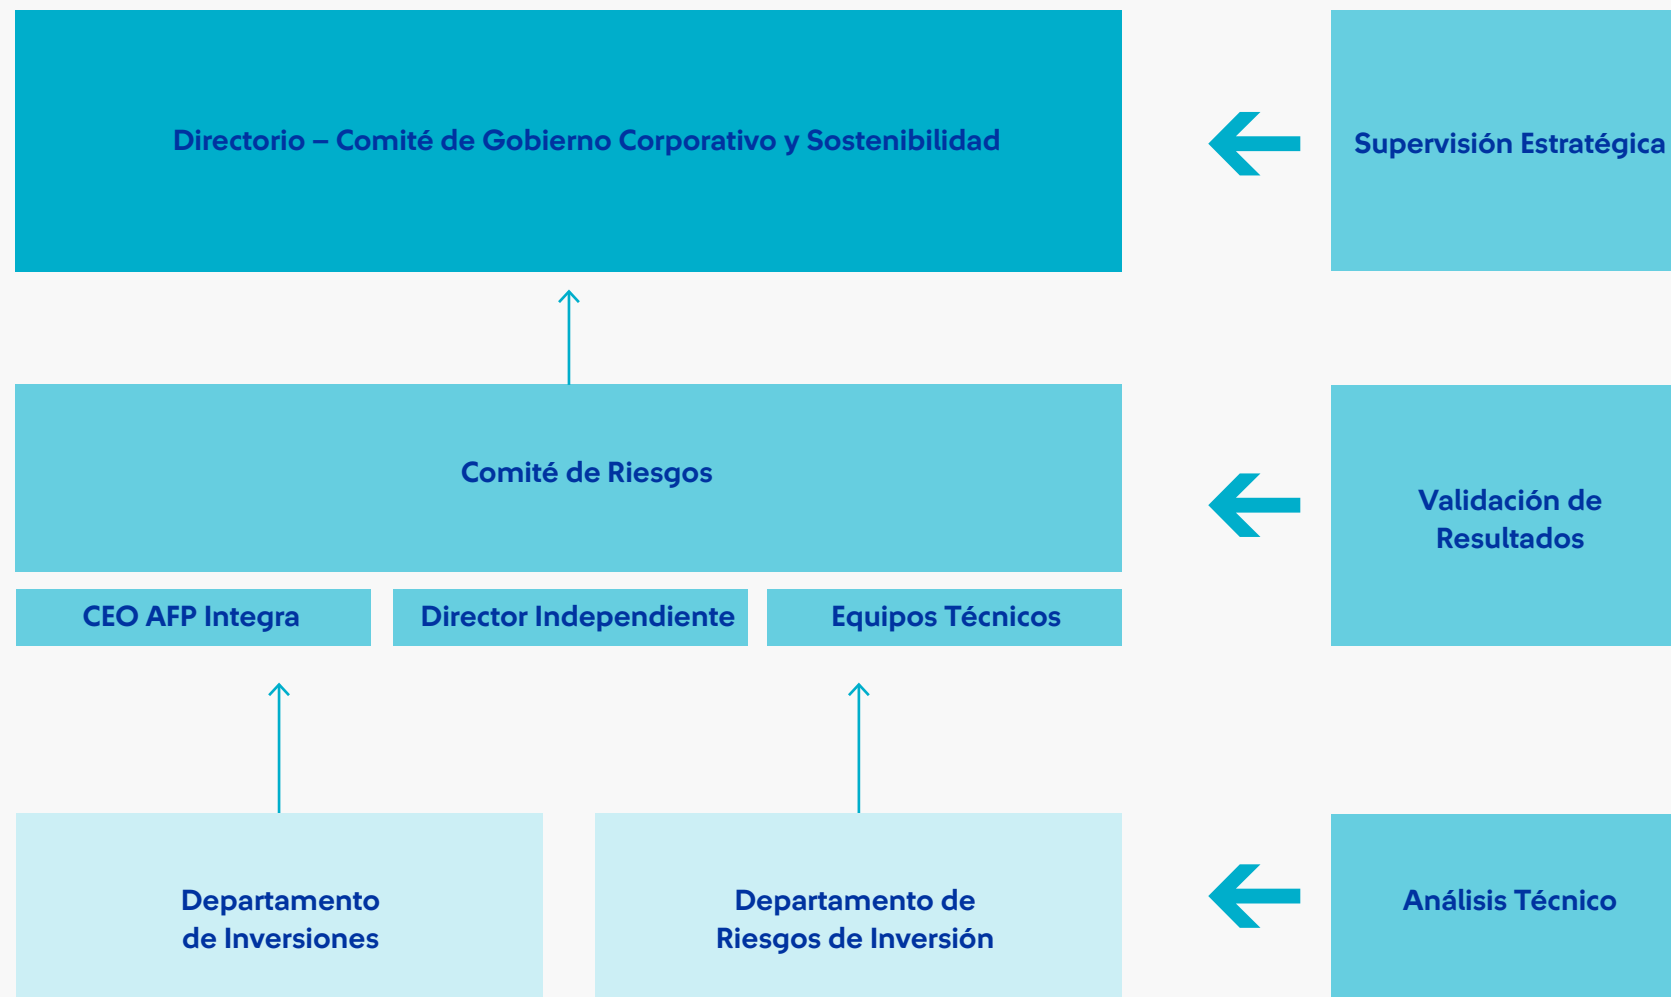 Directorio – Comité de Gobierno Corporativo y Sostenibilidad
Supervisión Estratégica
Comité de Riesgos
Validación de
Resultados
CEO AFP Integra
Director Independiente
Equipos Técnicos
Departamento
de Inversiones
Departamento de
Riesgos de Inversión
Análisis Técnico